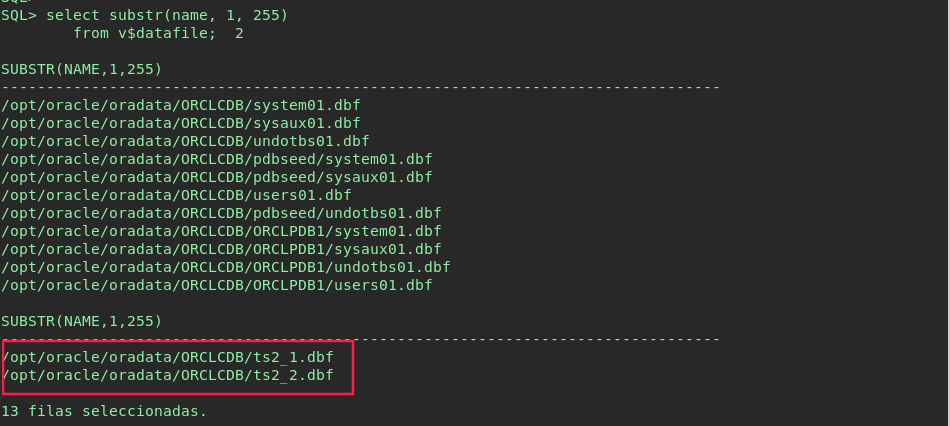 SQL> select substr(name, 1, 255)
from v$datafile;  2
SUBSTR(NAME,1,255)
--------------------------------------------------------------------------------
/opt/oracle/oradata/ORCLCDB/system01.dbf
/opt/oracle/oradata/ORCLCDB/sysaux01.dbf
/opt/oracle/oradata/ORCLCDB/undotbs01.dbf
/opt/oracle/oradata/ORCLCDB/pdbseed/system01.dbf
/opt/oracle/oradata/ORCLCDB/pdbseed/sysaux01.dbf
/opt/oracle/oradata/ORCLCDB/users01.dbf
/opt/oracle/oradata/ORCLCDB/pdbseed/undotbs01.dbf
/opt/oracle/oradata/ORCLCDB/ORCLPDB1/system01.dbf
/opt/oracle/oradata/ORCLCDB/ORCLPDB1/sysaux01.dbf
/opt/oracle/oradata/ORCLCDB/ORCLPDB1/undotbs01.dbf
/opt/oracle/oradata/ORCLCDB/ORCLPDB1/users01.dbf
SUBSTR(NAME,1,255)
--------------------------------------------------------------------------------
/opt/oracle/oradata/ORCLCDB/ts2_1.dbf
/opt/oracle/oradata/ORCLCDB/ts2_2.dbf
13 filas seleccionadas.